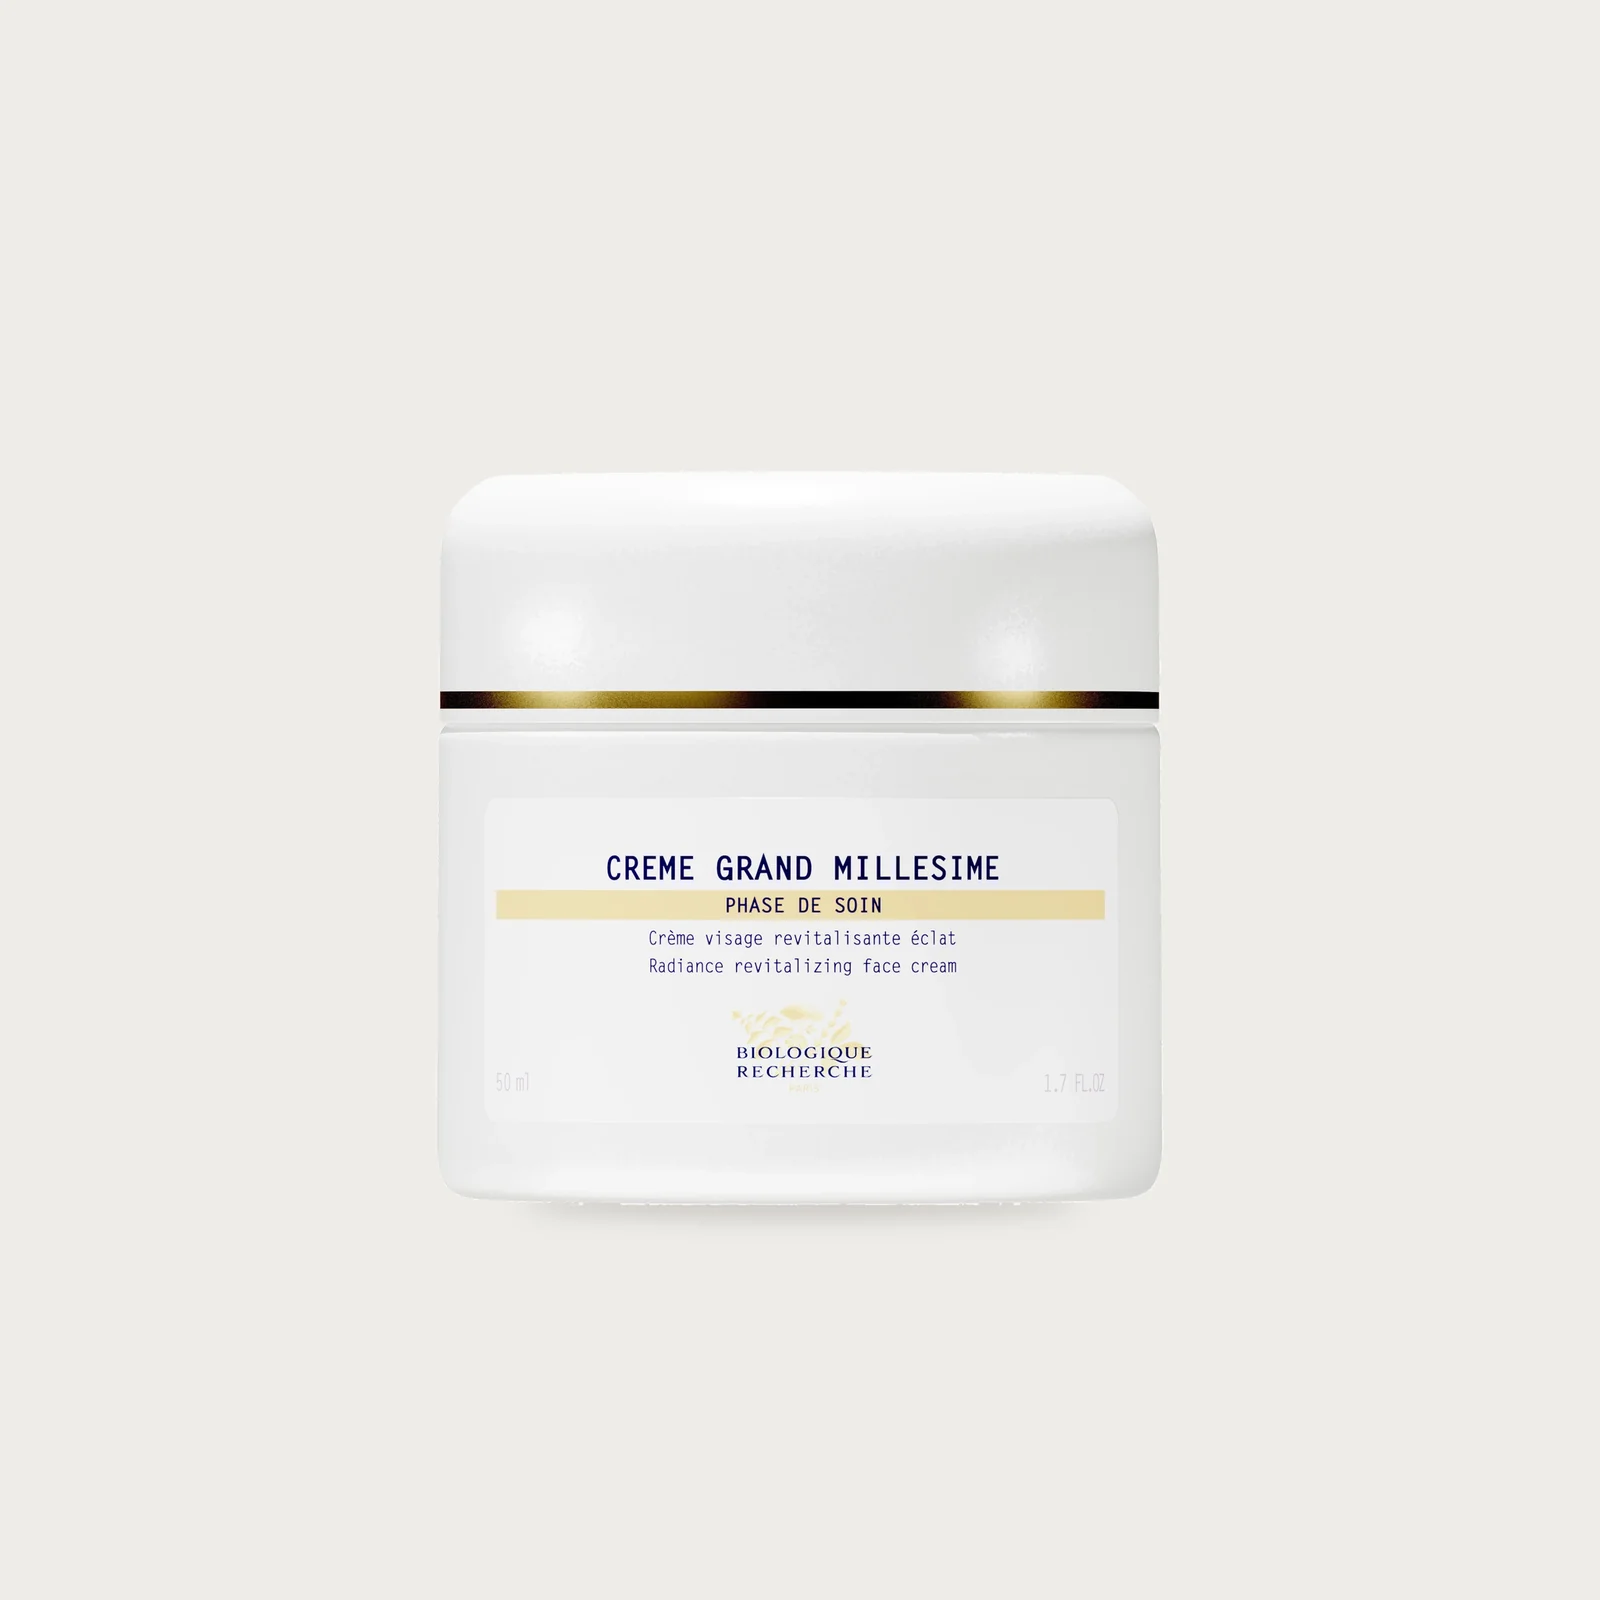 CREME GRAND MILLESIME
PHASE DE SOIN
Crème visage revitalisante éclat
Radiance revitalizing face cream
BIOLOGIQUE
RECHERCHE
PARIS
50 ml
1.7 FL.OZ